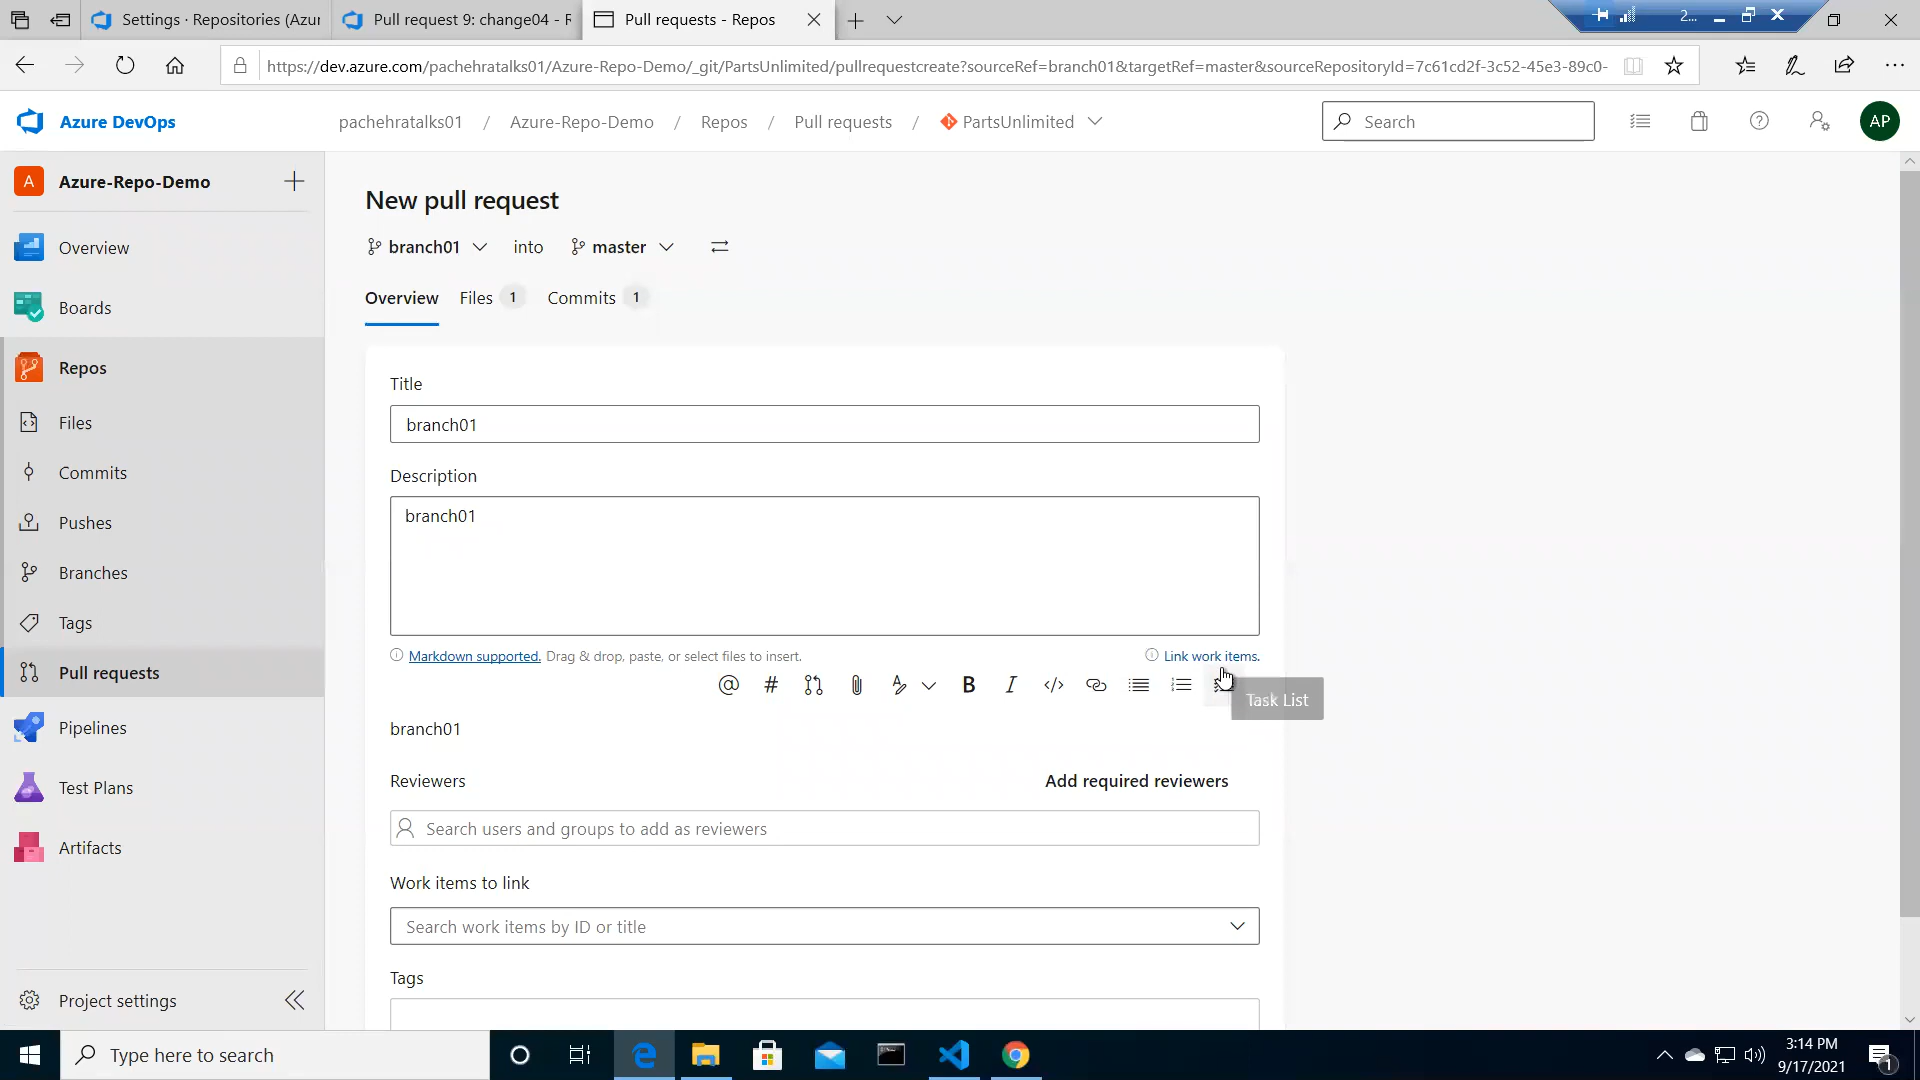 Settings · Repositories (Azur
Pull request 9: change04 - R
Pull requests - Repos
2...
https://dev.azure.com/pachehratalks01/Azure-Repo-Demo/_git/PartsUnlimited/pullrequestcreate?sourceRef=branch01&targetRef=master&sourceRepositoryId=7c61cd2f-3c52-45e3-89c0-
Azure DevOps
pachehratalks01 / Azure-Repo-Demo / Repos / Pull requests / PartsUnlimited
Search
AP
A Azure-Repo-Demo
Overview
Boards
Repos
Files
Commits
Pushes
Branches
Tags
Pull requests
Pipelines
Test Plans
Artifacts
Project settings
New pull request
branch01 into master
Overview Files 1 Commits 1
Title
branch01
Description
branch01
Markdown supported. Drag & drop, paste, or select files to insert.
Link work items.
Task List
branch01
Reviewers
Add required reviewers
Search users and groups to add as reviewers
Work items to link
Search work items by ID or title
Tags
Type here to search
3:14 PM
9/17/2021
1